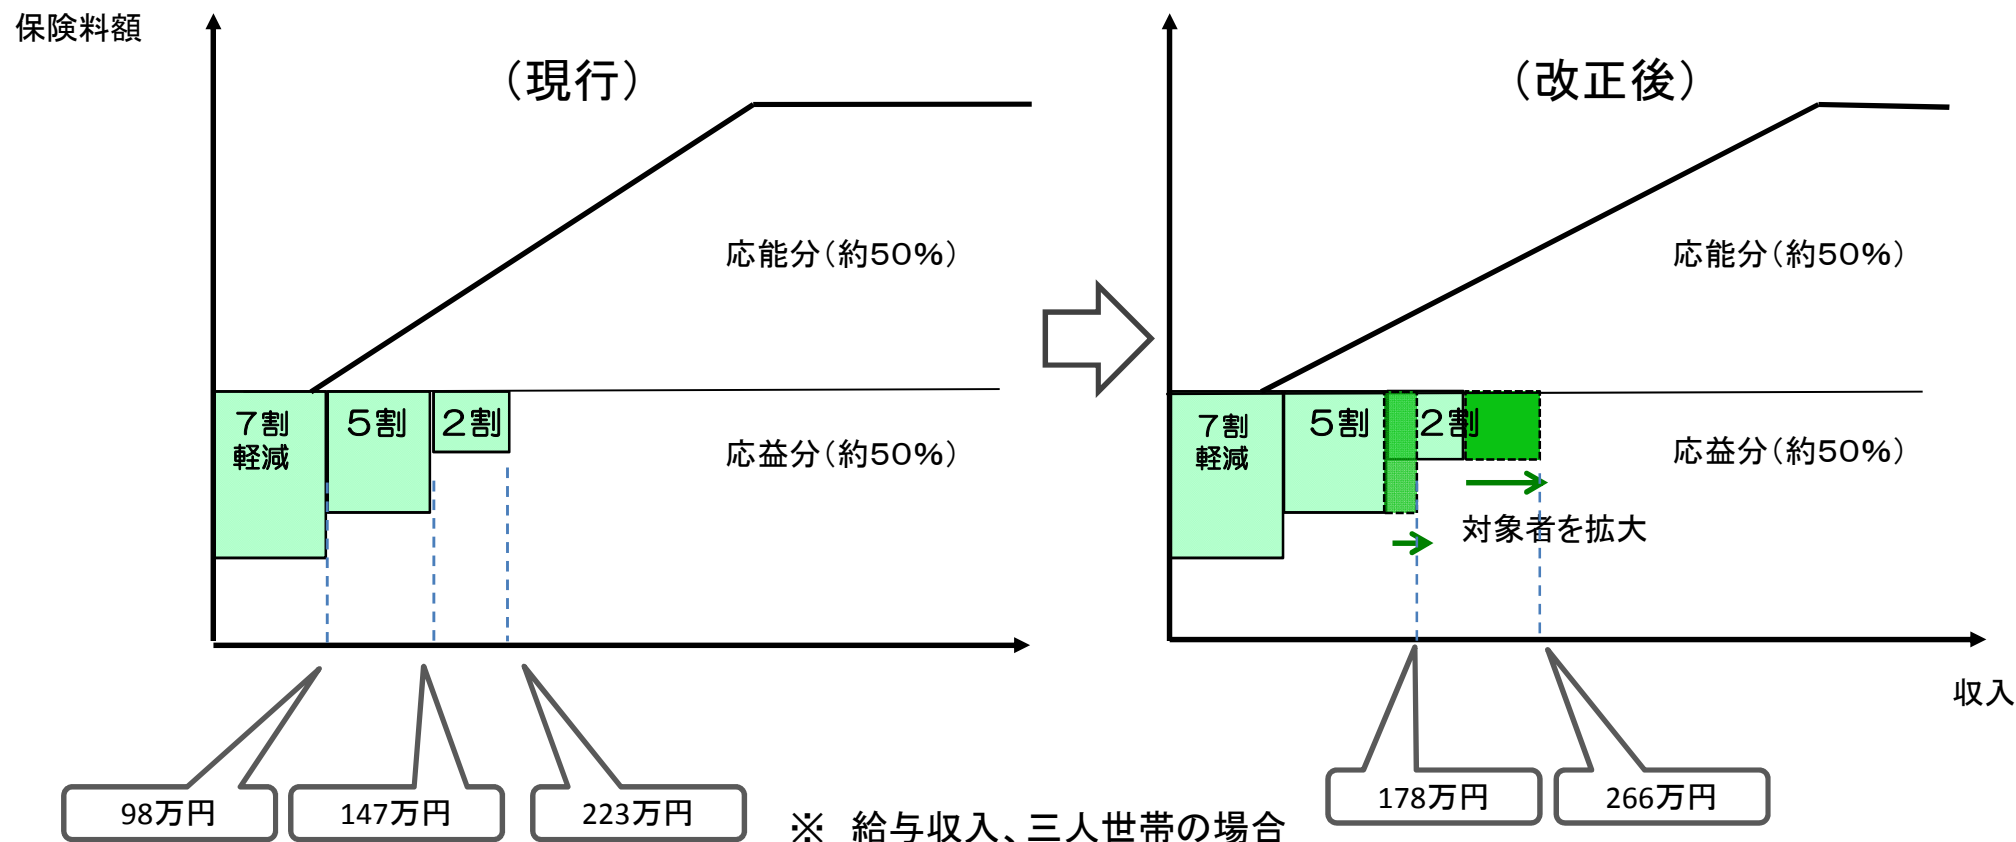 保険料額
（現行）
応能分（約50％）
７割
軽減
５割
２割
応益分（約50％）
98万円
147万円
223万円
（改正後）
応能分（約50％）
７割
軽減
５割
２割
応益分（約50％）
対象者を拡大
収入
178万円
266万円
※　給与収入、三人世帯の場合